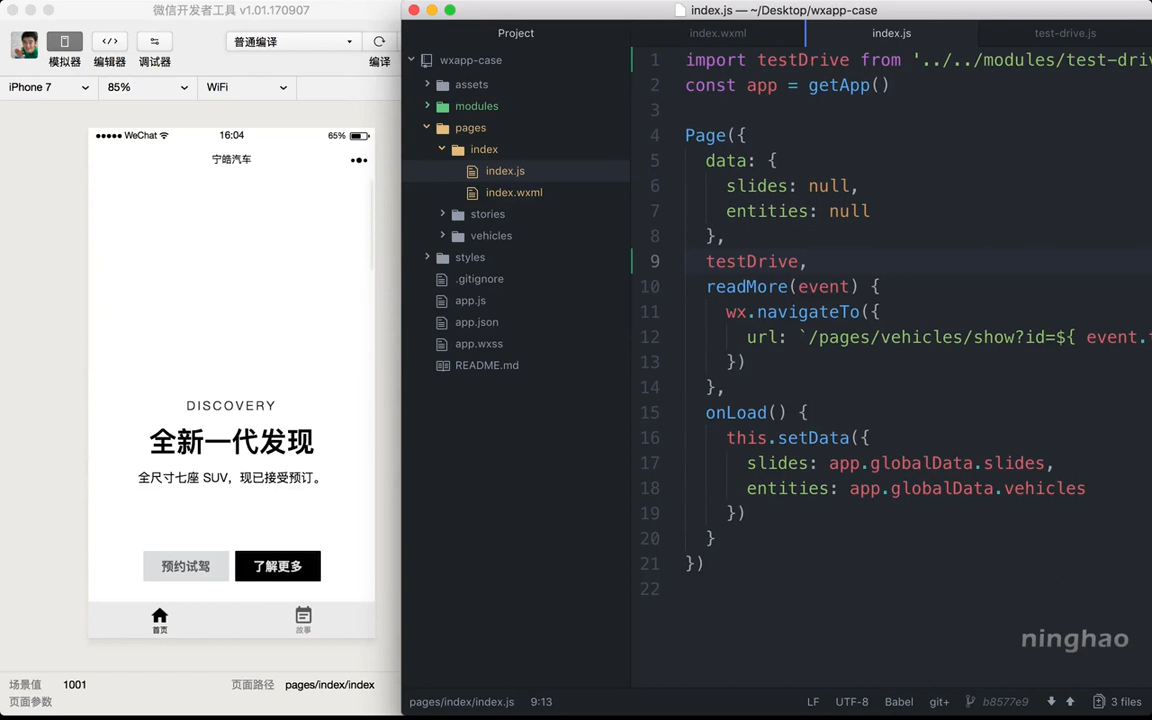 微信开发者工具 v1.01.170907
模拟器
编辑器
调试器
普通编译
编译
iPhone 7
85%
WiFi
WeChat
16:04
65%
宁皓汽车
DISCOVERY
全新一代发现
全尺寸七座 SUV，现已接受预订。
预约试驾
了解更多
首页
故事
场景值 1001
页面路径 pages/index/index
页面参数
index.js — ~/Desktop/wxapp-case
Project
index.wxml
index.js
test-drive.js
wxapp-case
assets
modules
pages
index
index.js
index.wxml
stories
vehicles
styles
.gitignore
app.js
app.json
app.wxss
README.md
1 import testDrive from '../../modules/test-driv
2 const app = getApp()
3
4 Page({
5 data: {
6 slides: null,
7 entities: null
8 },
9 testDrive,
10 readMore(event) {
11 wx.navigateTo({
12 url: `/pages/vehicles/show?id=${ event.t
13 })
14 },
15 onLoad() {
16 this.setData({
17 slides: app.globalData.slides,
18 entities: app.globalData.vehicles
19 })
20 }
21 })
22
ninghao
pages/index/index.js 9:13
LF UTF-8 Babel git+ b8577e9 3 files